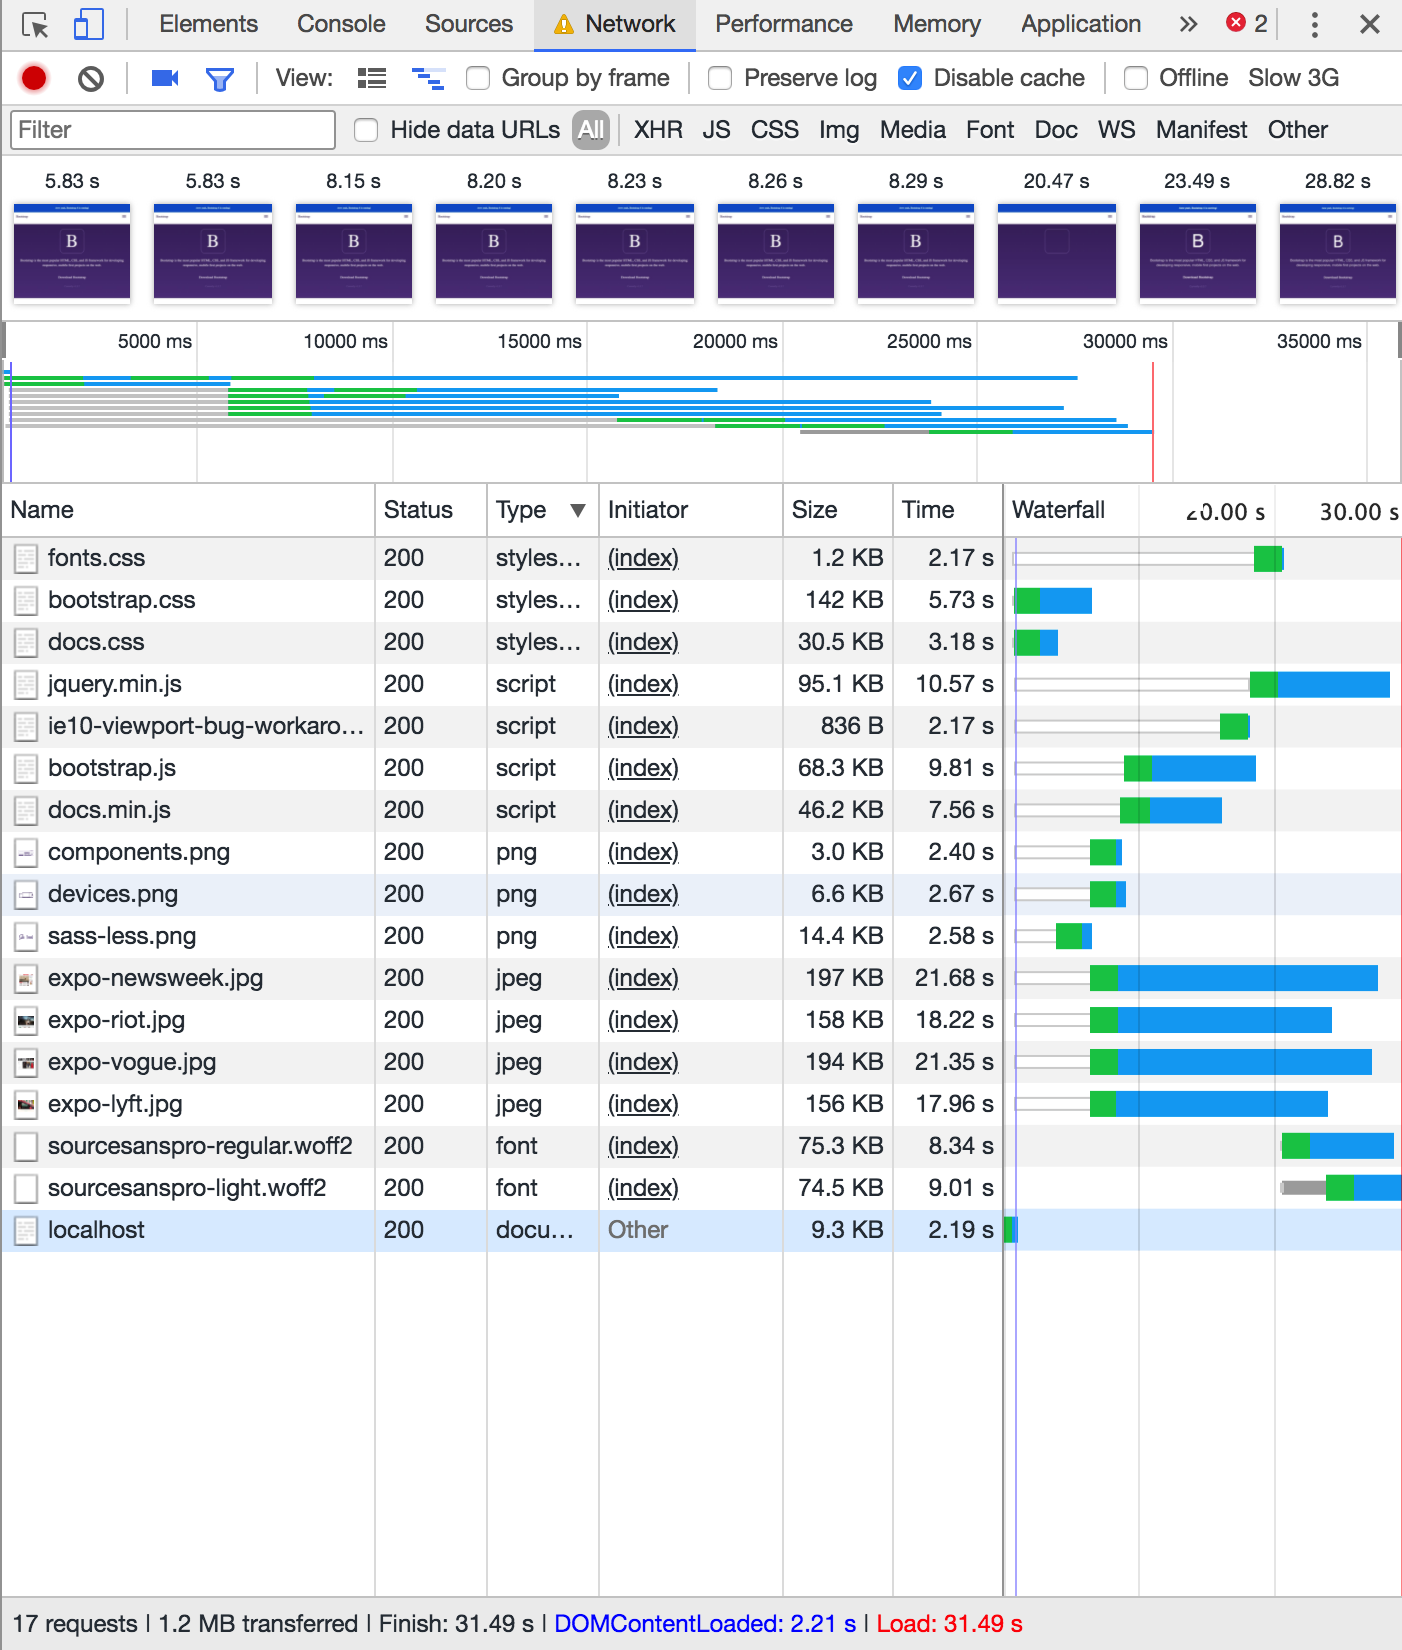 Elements Console Sources Network Performance Memory Application » 2
View: Group by frame Preserve log Disable cache Offline Slow 3G
Filter Hide data URLs All XHR JS CSS Img Media Font Doc WS Manifest Other
5.83 s 5.83 s 8.15 s 8.20 s 8.23 s 8.26 s 8.29 s 20.47 s 23.49 s 28.82 s
B B B B B B B B B
5000 ms 10000 ms 15000 ms 20000 ms 25000 ms 30000 ms 35000 ms
Name Status Type ▼ Initiator Size Time Waterfall 20.00 s 30.00 s
fonts.css 200 styles… (index) 1.2 KB 2.17 s
bootstrap.css 200 styles… (index) 142 KB 5.73 s
docs.css 200 styles… (index) 30.5 KB 3.18 s
jquery.min.js 200 script (index) 95.1 KB 10.57 s
ie10-viewport-bug-workaro… 200 script (index) 836 B 2.17 s
bootstrap.js 200 script (index) 68.3 KB 9.81 s
docs.min.js 200 script (index) 46.2 KB 7.56 s
components.png 200 png (index) 3.0 KB 2.40 s
devices.png 200 png (index) 6.6 KB 2.67 s
sass-less.png 200 png (index) 14.4 KB 2.58 s
expo-newsweek.jpg 200 jpeg (index) 197 KB 21.68 s
expo-riot.jpg 200 jpeg (index) 158 KB 18.22 s
expo-vogue.jpg 200 jpeg (index) 194 KB 21.35 s
expo-lyft.jpg 200 jpeg (index) 156 KB 17.96 s
sourcesanspro-regular.woff2 200 font (index) 75.3 KB 8.34 s
sourcesanspro-light.woff2 200 font (index) 74.5 KB 9.01 s
localhost 200 docu… Other 9.3 KB 2.19 s
17 requests | 1.2 MB transferred | Finish: 31.49 s | DOMContentLoaded: 2.21 s | Load: 31.49 s